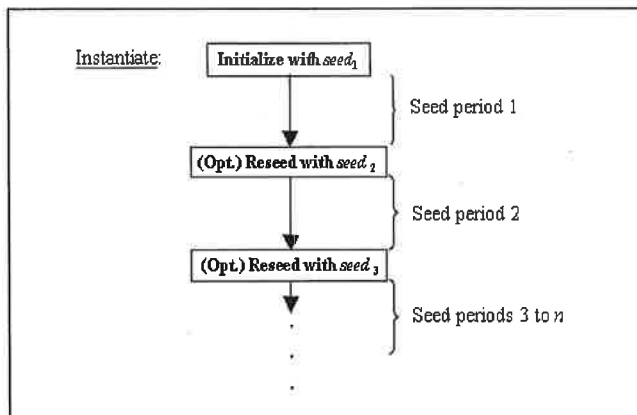 Instantiate:
Initialize with seed1
Seed period 1
(Opt.) Reseed with seed2
Seed period 2
(Opt.) Reseed with seed3
Seed periods 3 to n